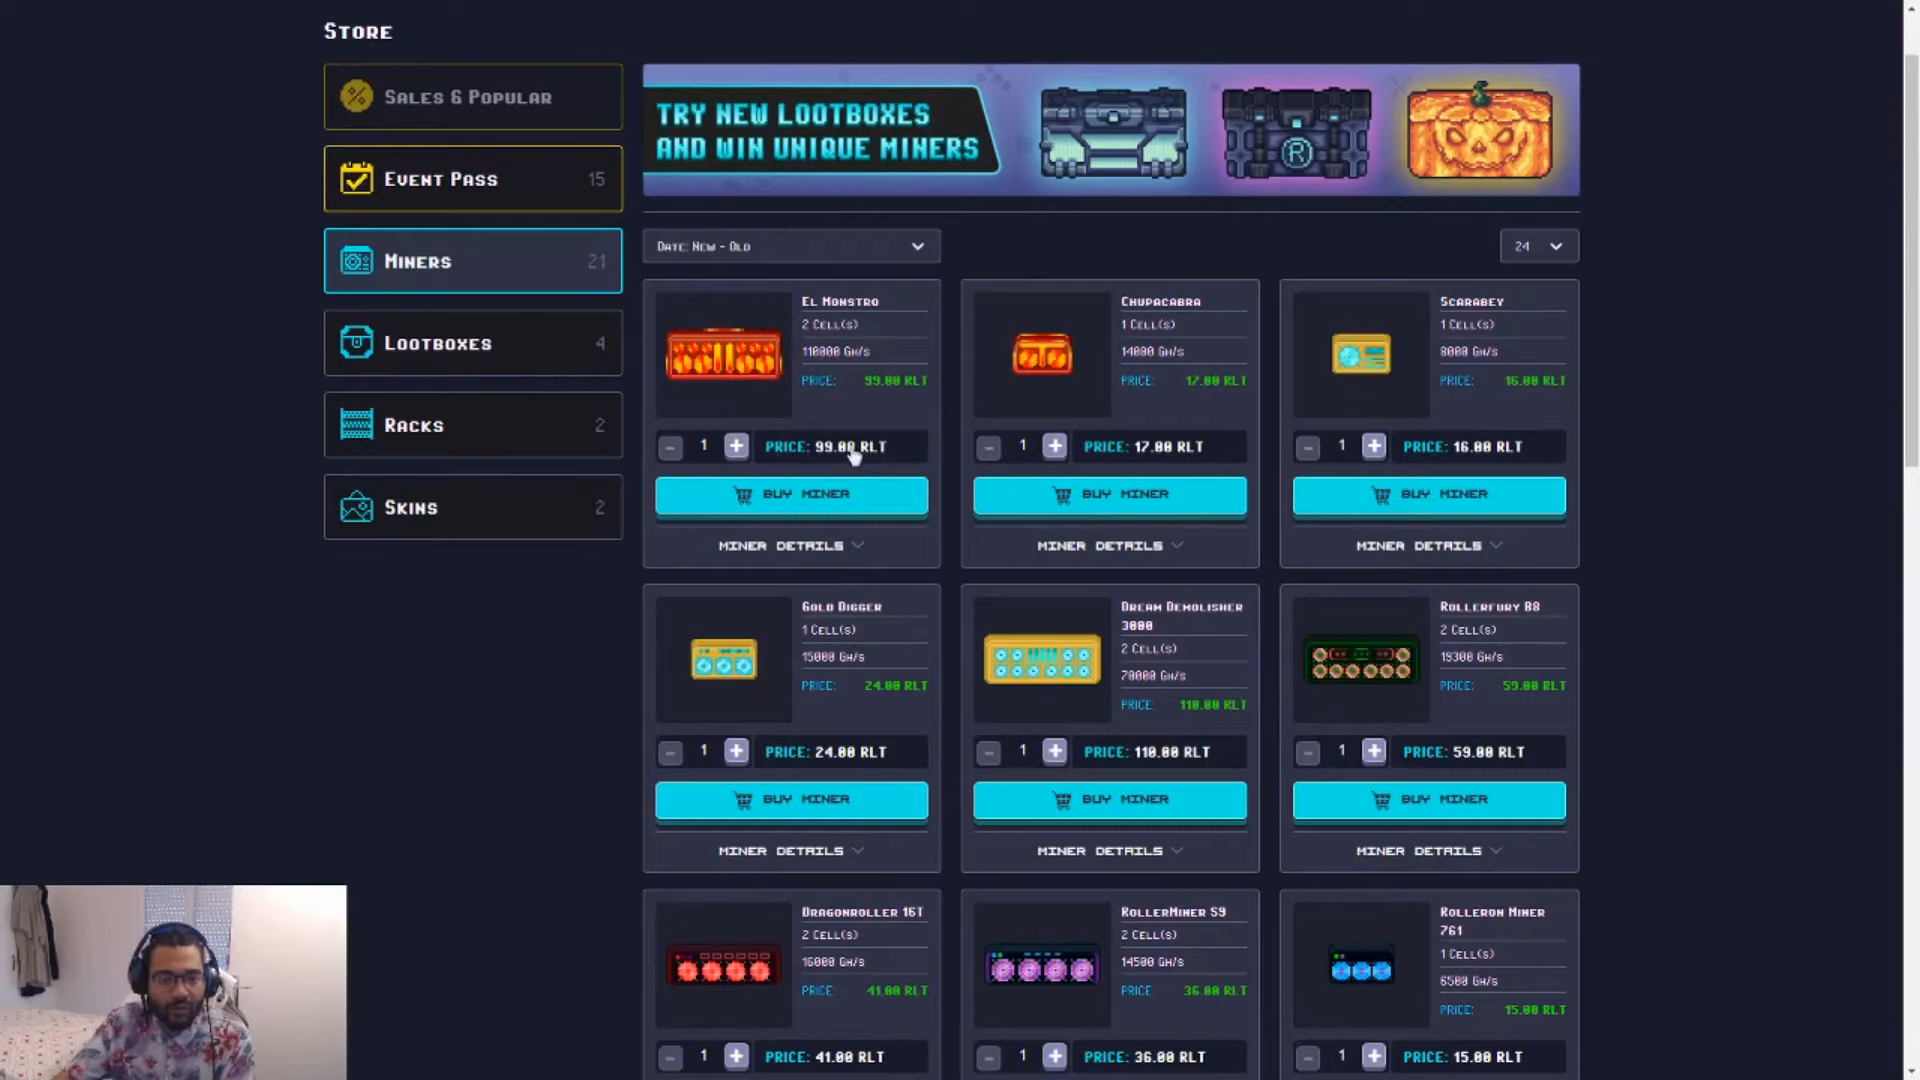 Store
Sales & Popular
Event Pass 15
Miners 21
Lootboxes 4
Racks 2
Skins 2
TRY NEW LOOTBOXES
AND WIN UNIQUE MINERS
R
Date: New - Old
24
El Monstro
2 Cell(s)
110000 Gh/s
PRICE: 99.00 RLT
- 1 + PRICE: 99.00 RLT
BUY MINER
MINER DETAILS
Chupacabra
1 Cell(s)
14000 Gh/s
PRICE: 17.00 RLT
- 1 + PRICE: 17.00 RLT
BUY MINER
MINER DETAILS
Scarabey
1 Cell(s)
8000 Gh/s
PRICE: 16.00 RLT
- 1 + PRICE: 16.00 RLT
BUY MINER
MINER DETAILS
Gold Digger
1 Cell(s)
15000 Gh/s
PRICE: 24.00 RLT
- 1 + PRICE: 24.00 RLT
BUY MINER
MINER DETAILS
Dream Demolisher
3000
2 Cell(s)
70000 Gh/s
PRICE: 110.00 RLT
- 1 + PRICE: 110.00 RLT
BUY MINER
MINER DETAILS
Rollerfury B8
2 Cell(s)
19300 Gh/s
PRICE: 59.00 RLT
- 1 + PRICE: 59.00 RLT
BUY MINER
MINER DETAILS
Dragonroller 16T
2 Cell(s)
16000 Gh/s
PRICE: 41.00 RLT
- 1 + PRICE: 41.00 RLT
RollerMiner S9
2 Cell(s)
14500 Gh/s
PRICE 36.00 RLT
- 1 + PRICE: 36.00 RLT
Rolleron Miner
761
1 Cell(s)
6500 Gh/s
PRICE: 15.00 RLT
- 1 + PRICE: 15.00 RLT